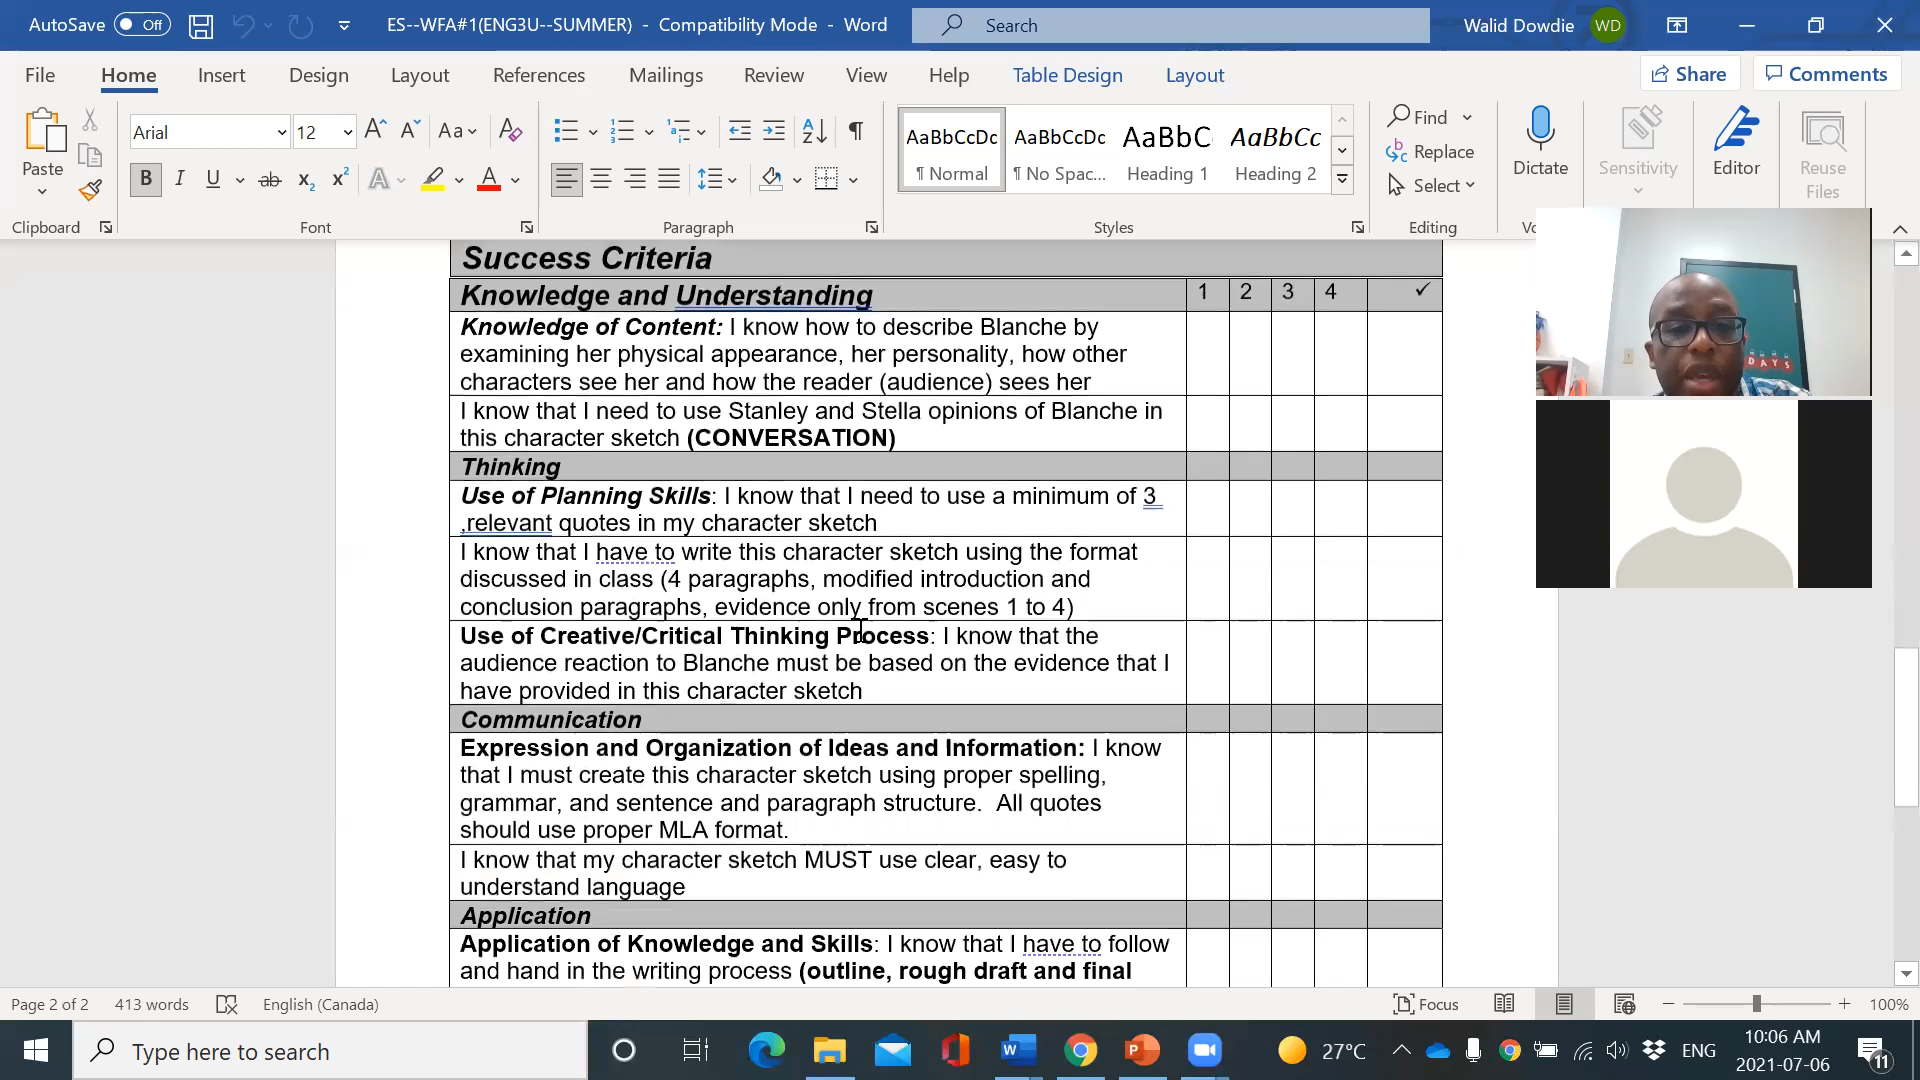 AutoSave Off ES--WFA#1(ENG3U--SUMMER) - Compatibility Mode - Word Search Walid Dowdie WD
File Home Insert Design Layout References Mailings Review View Help Table Design Layout Share Comments
Paste
Clipboard
Arial 12
Font
Paragraph
AaBbCcDc AaBbCcDc AaBbC AaBbCc
¶ Normal ¶ No Spac... Heading 1 Heading 2
Styles
Find
Replace
Select
Editing
Dictate
Sensitivity
Editor
Reuse
Files
Success Criteria
Knowledge and Understanding 1 2 3 4 ✓
Knowledge of Content: I know how to describe Blanche by
examining her physical appearance, her personality, how other
characters see her and how the reader (audience) sees her
I know that I need to use Stanley and Stella opinions of Blanche in
this character sketch (CONVERSATION)
Thinking
Use of Planning Skills: I know that I need to use a minimum of 3
,relevant quotes in my character sketch
I know that I have to write this character sketch using the format
discussed in class (4 paragraphs, modified introduction and
conclusion paragraphs, evidence only from scenes 1 to 4)
Use of Creative/Critical Thinking Process: I know that the
audience reaction to Blanche must be based on the evidence that I
have provided in this character sketch
Communication
Expression and Organization of Ideas and Information: I know
that I must create this character sketch using proper spelling,
grammar, and sentence and paragraph structure.  All quotes
should use proper MLA format.
I know that my character sketch MUST use clear, easy to
understand language
Application
Application of Knowledge and Skills: I know that I have to follow
and hand in the writing process (outline, rough draft and final
DAYS
Page 2 of 2 413 words English (Canada) Focus 100%
Type here to search 27°C ENG 10:06 AM
2021-07-06 11